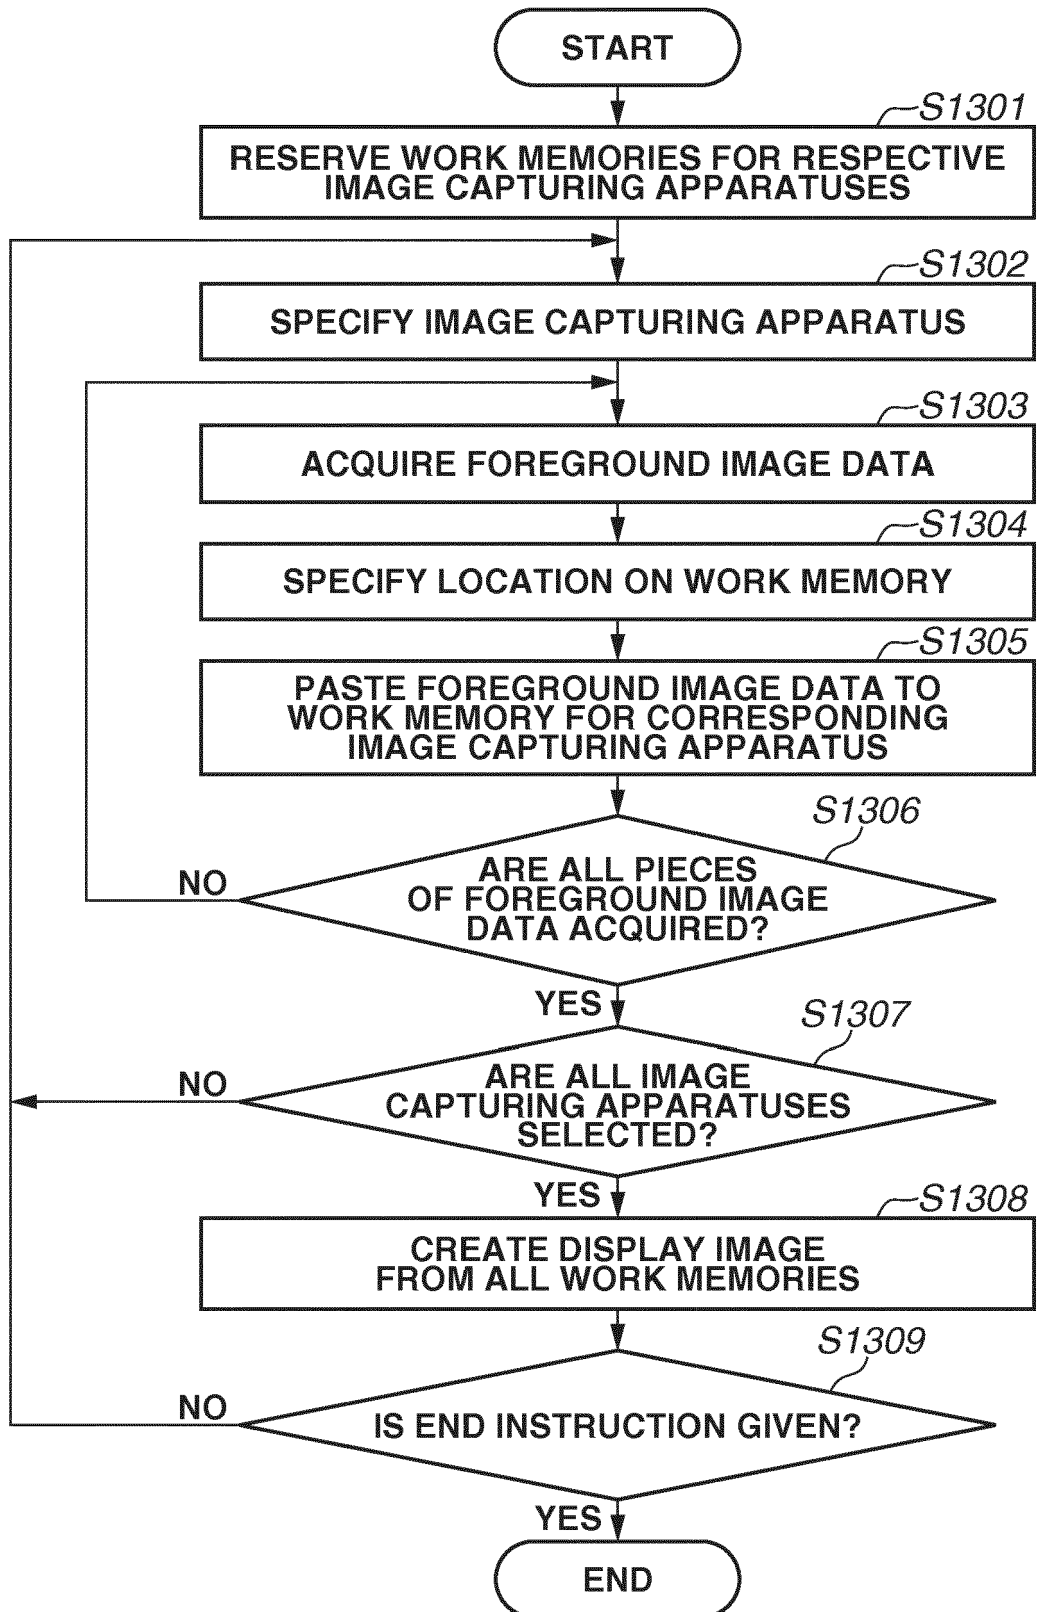 START
S1301
RESERVE WORK MEMORIES FOR RESPECTIVE
IMAGE CAPTURING APPARATUSES
S1302
SPECIFY IMAGE CAPTURING APPARATUS
S1303
ACQUIRE FOREGROUND IMAGE DATA
S1304
SPECIFY LOCATION ON WORK MEMORY
S1305
PASTE FOREGROUND IMAGE DATA TO
WORK MEMORY FOR CORRESPONDING
IMAGE CAPTURING APPARATUS
S1306
ARE ALL PIECES
OF FOREGROUND IMAGE
DATA ACQUIRED?
NO
YES
S1307
ARE ALL IMAGE
CAPTURING APPARATUSES
SELECTED?
NO
YES
S1308
CREATE DISPLAY IMAGE
FROM ALL WORK MEMORIES
S1309
NO
IS END INSTRUCTION GIVEN?
YES
END